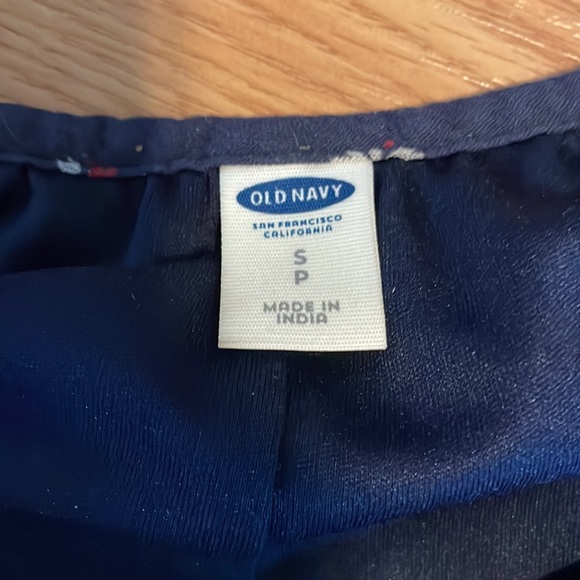 OLD NAVY
SAN FRANCISCO
CALIFORNIA
S
P
MADE IN
INDIA